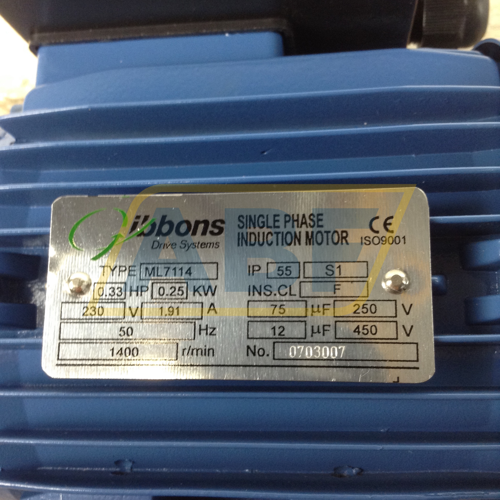 Gibbons
Drive Systems
SINGLE PHASE
INDUCTION MOTOR
CE
ISO9001
TYPE ML7114 IP 55 S1
0.33 HP 0.25 KW INS.CL F
230 V 1.91 A 75 µF 250 V
50 Hz 12 µF 450 V
1400 r/min No. 0703007
ABF